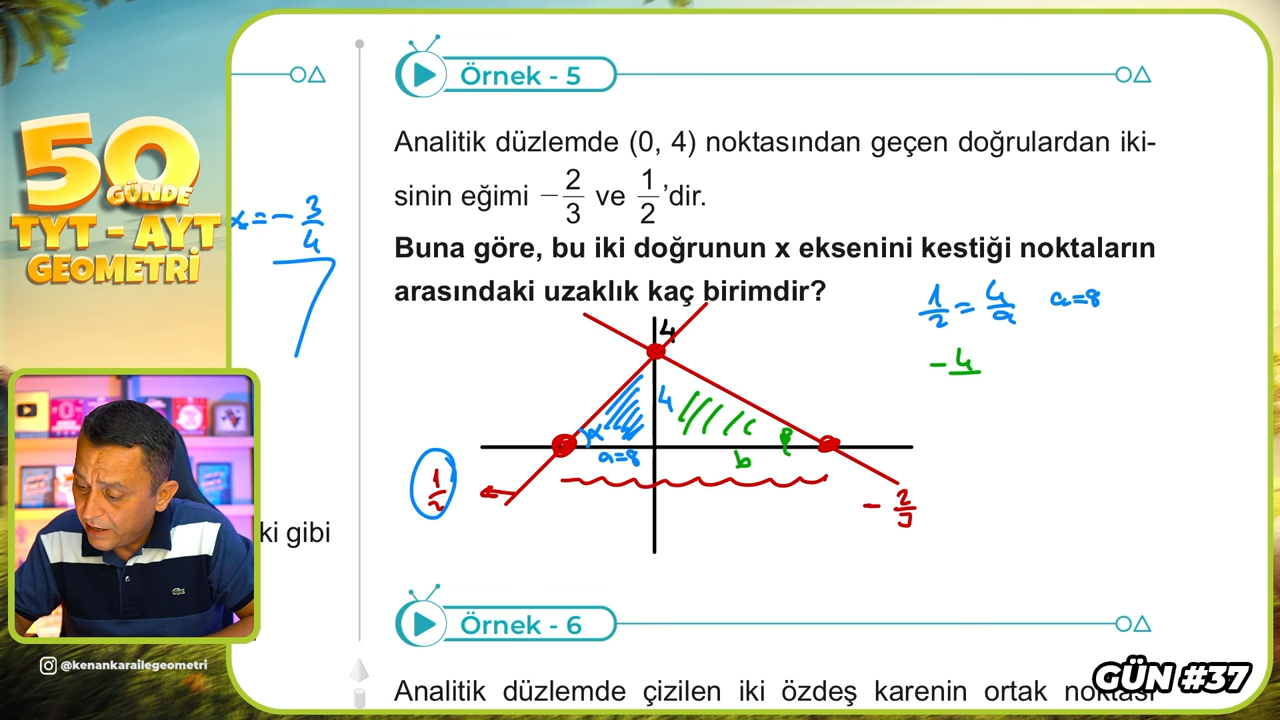 50
GÜNDE
TYT - AYT
GEOMETRİ
x = - 3/4
ki gibi
@kenankarailegeometri
Örnek - 5
Analitik düzlemde (0, 4) noktasından geçen doğrulardan iki-
sinin eğimi -2/3 ve 1/2'dir.
Buna göre, bu iki doğrunun x eksenini kestiği noktaların
arasındaki uzaklık kaç birimdir?
1/2 = 4/a a=8
-4
4
4
a=8
b
1/2
- 2/3
Örnek - 6
Analitik düzlemde çizilen iki özdeş karenin ortak noktası
GÜN #37